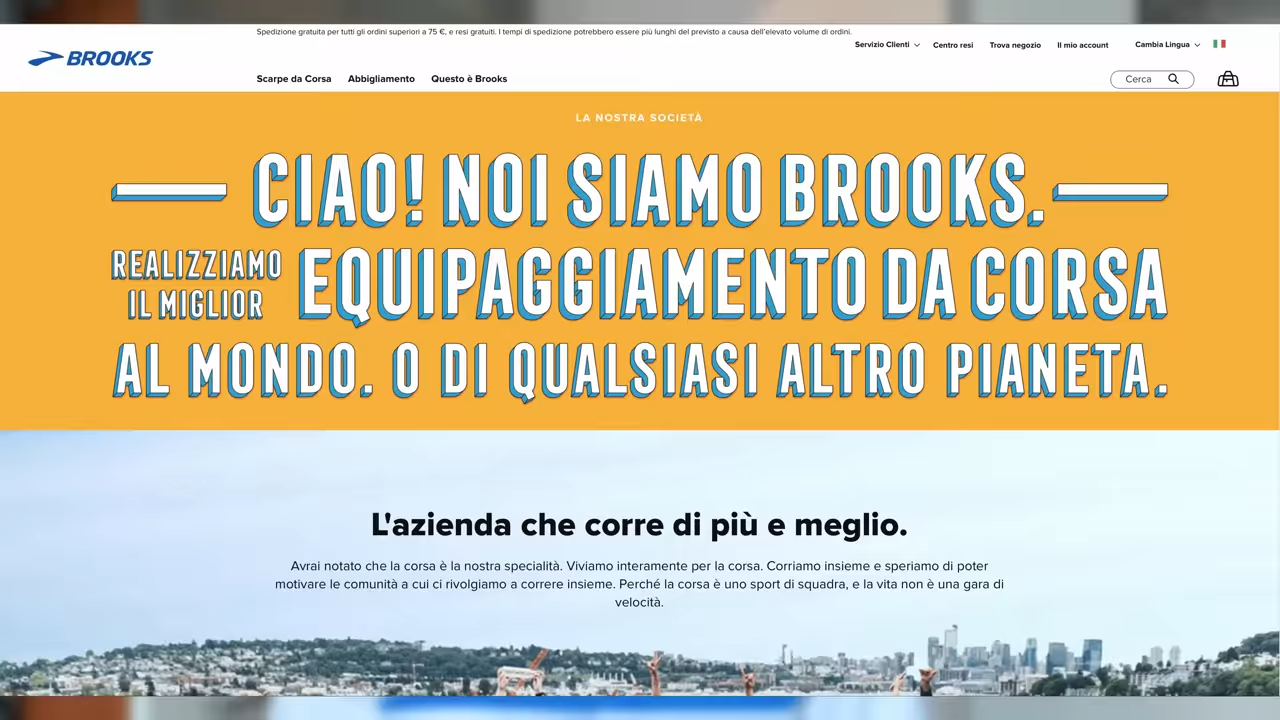 Spedizione gratuita per tutti gli ordini superiori a 75 €, e resi gratuiti. I tempi di spedizione potrebbero essere più lunghi del previsto a causa dell'elevato volume di ordini.
Servizio Clienti Centro resi Trova negozio Il mio account Cambia Lingua
BROOKS
Scarpe da Corsa Abbigliamento Questo è Brooks Cerca
LA NOSTRA SOCIETÀ
CIAO! NOI SIAMO BROOKS.
REALIZZIAMO
IL MIGLIOR
EQUIPAGGIAMENTO DA CORSA
AL MONDO. O DI QUALSIASI ALTRO PIANETA.
L'azienda che corre di più e meglio.
Avrai notato che la corsa è la nostra specialità. Viviamo interamente per la corsa. Corriamo insieme e speriamo di poter
motivare le comunità a cui ci rivolgiamo a correre insieme. Perché la corsa è uno sport di squadra, e la vita non è una gara di
velocità.